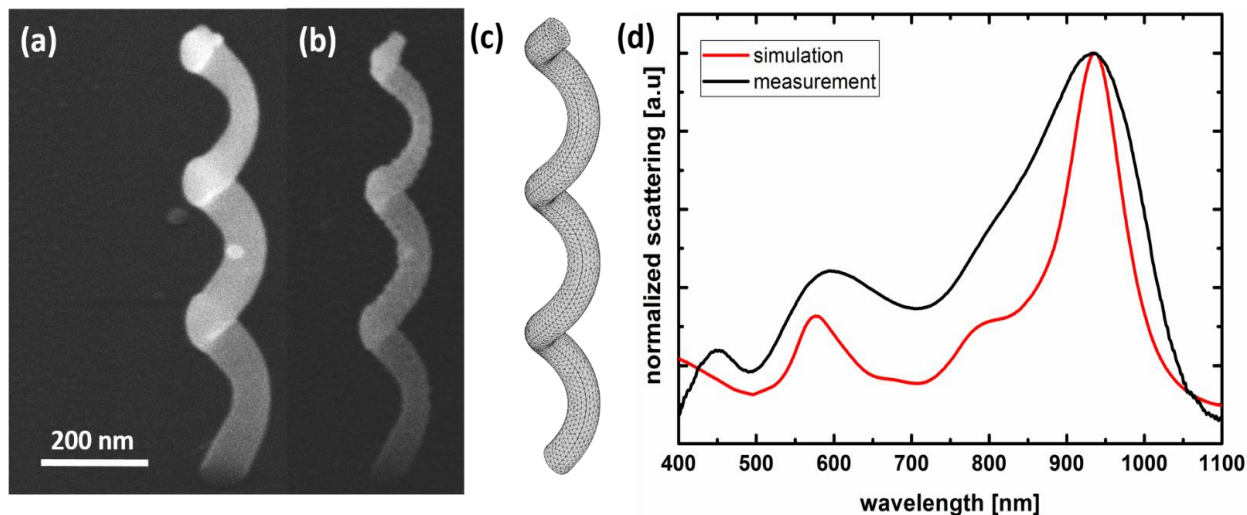 (a)
(b)
(c)
(d)
200 nm
simulation
measurement
normalized scattering [a.u]
400 500 600 700 800 900 1000 1100
wavelength [nm]